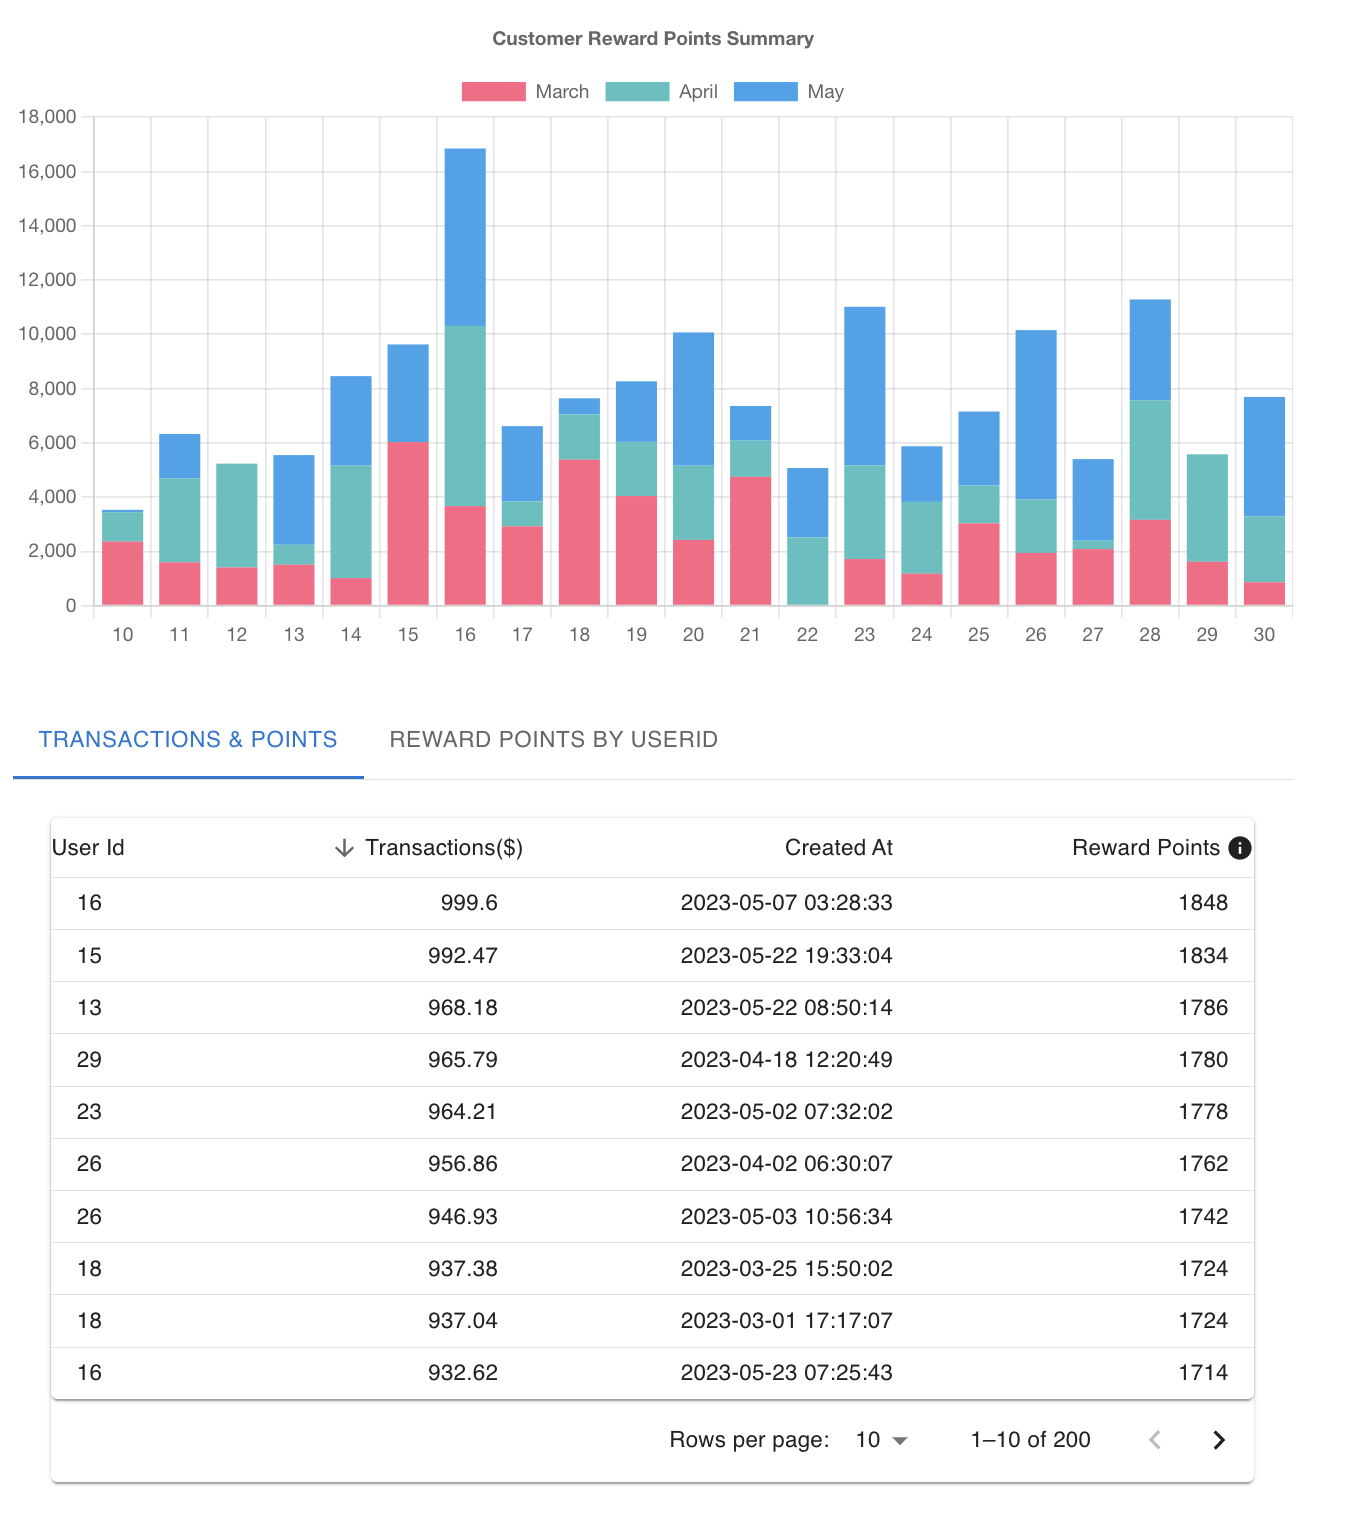 Customer Reward Points Summary
March April May
18,000
16,000
14,000
12,000
10,000
8,000
6,000
4,000
2,000
0
10 11 12 13 14 15 16 17 18 19 20 21 22 23 24 25 26 27 28 29 30
TRANSACTIONS & POINTS REWARD POINTS BY USERID
User Id Transactions($) Created At Reward Points
16 999.6 2023-05-07 03:28:33 1848
15 992.47 2023-05-22 19:33:04 1834
13 968.18 2023-05-22 08:50:14 1786
29 965.79 2023-04-18 12:20:49 1780
23 964.21 2023-05-02 07:32:02 1778
26 956.86 2023-04-02 06:30:07 1762
26 946.93 2023-05-03 10:56:34 1742
18 937.38 2023-03-25 15:50:02 1724
18 937.04 2023-03-01 17:17:07 1724
16 932.62 2023-05-23 07:25:43 1714
Rows per page: 10 1–10 of 200